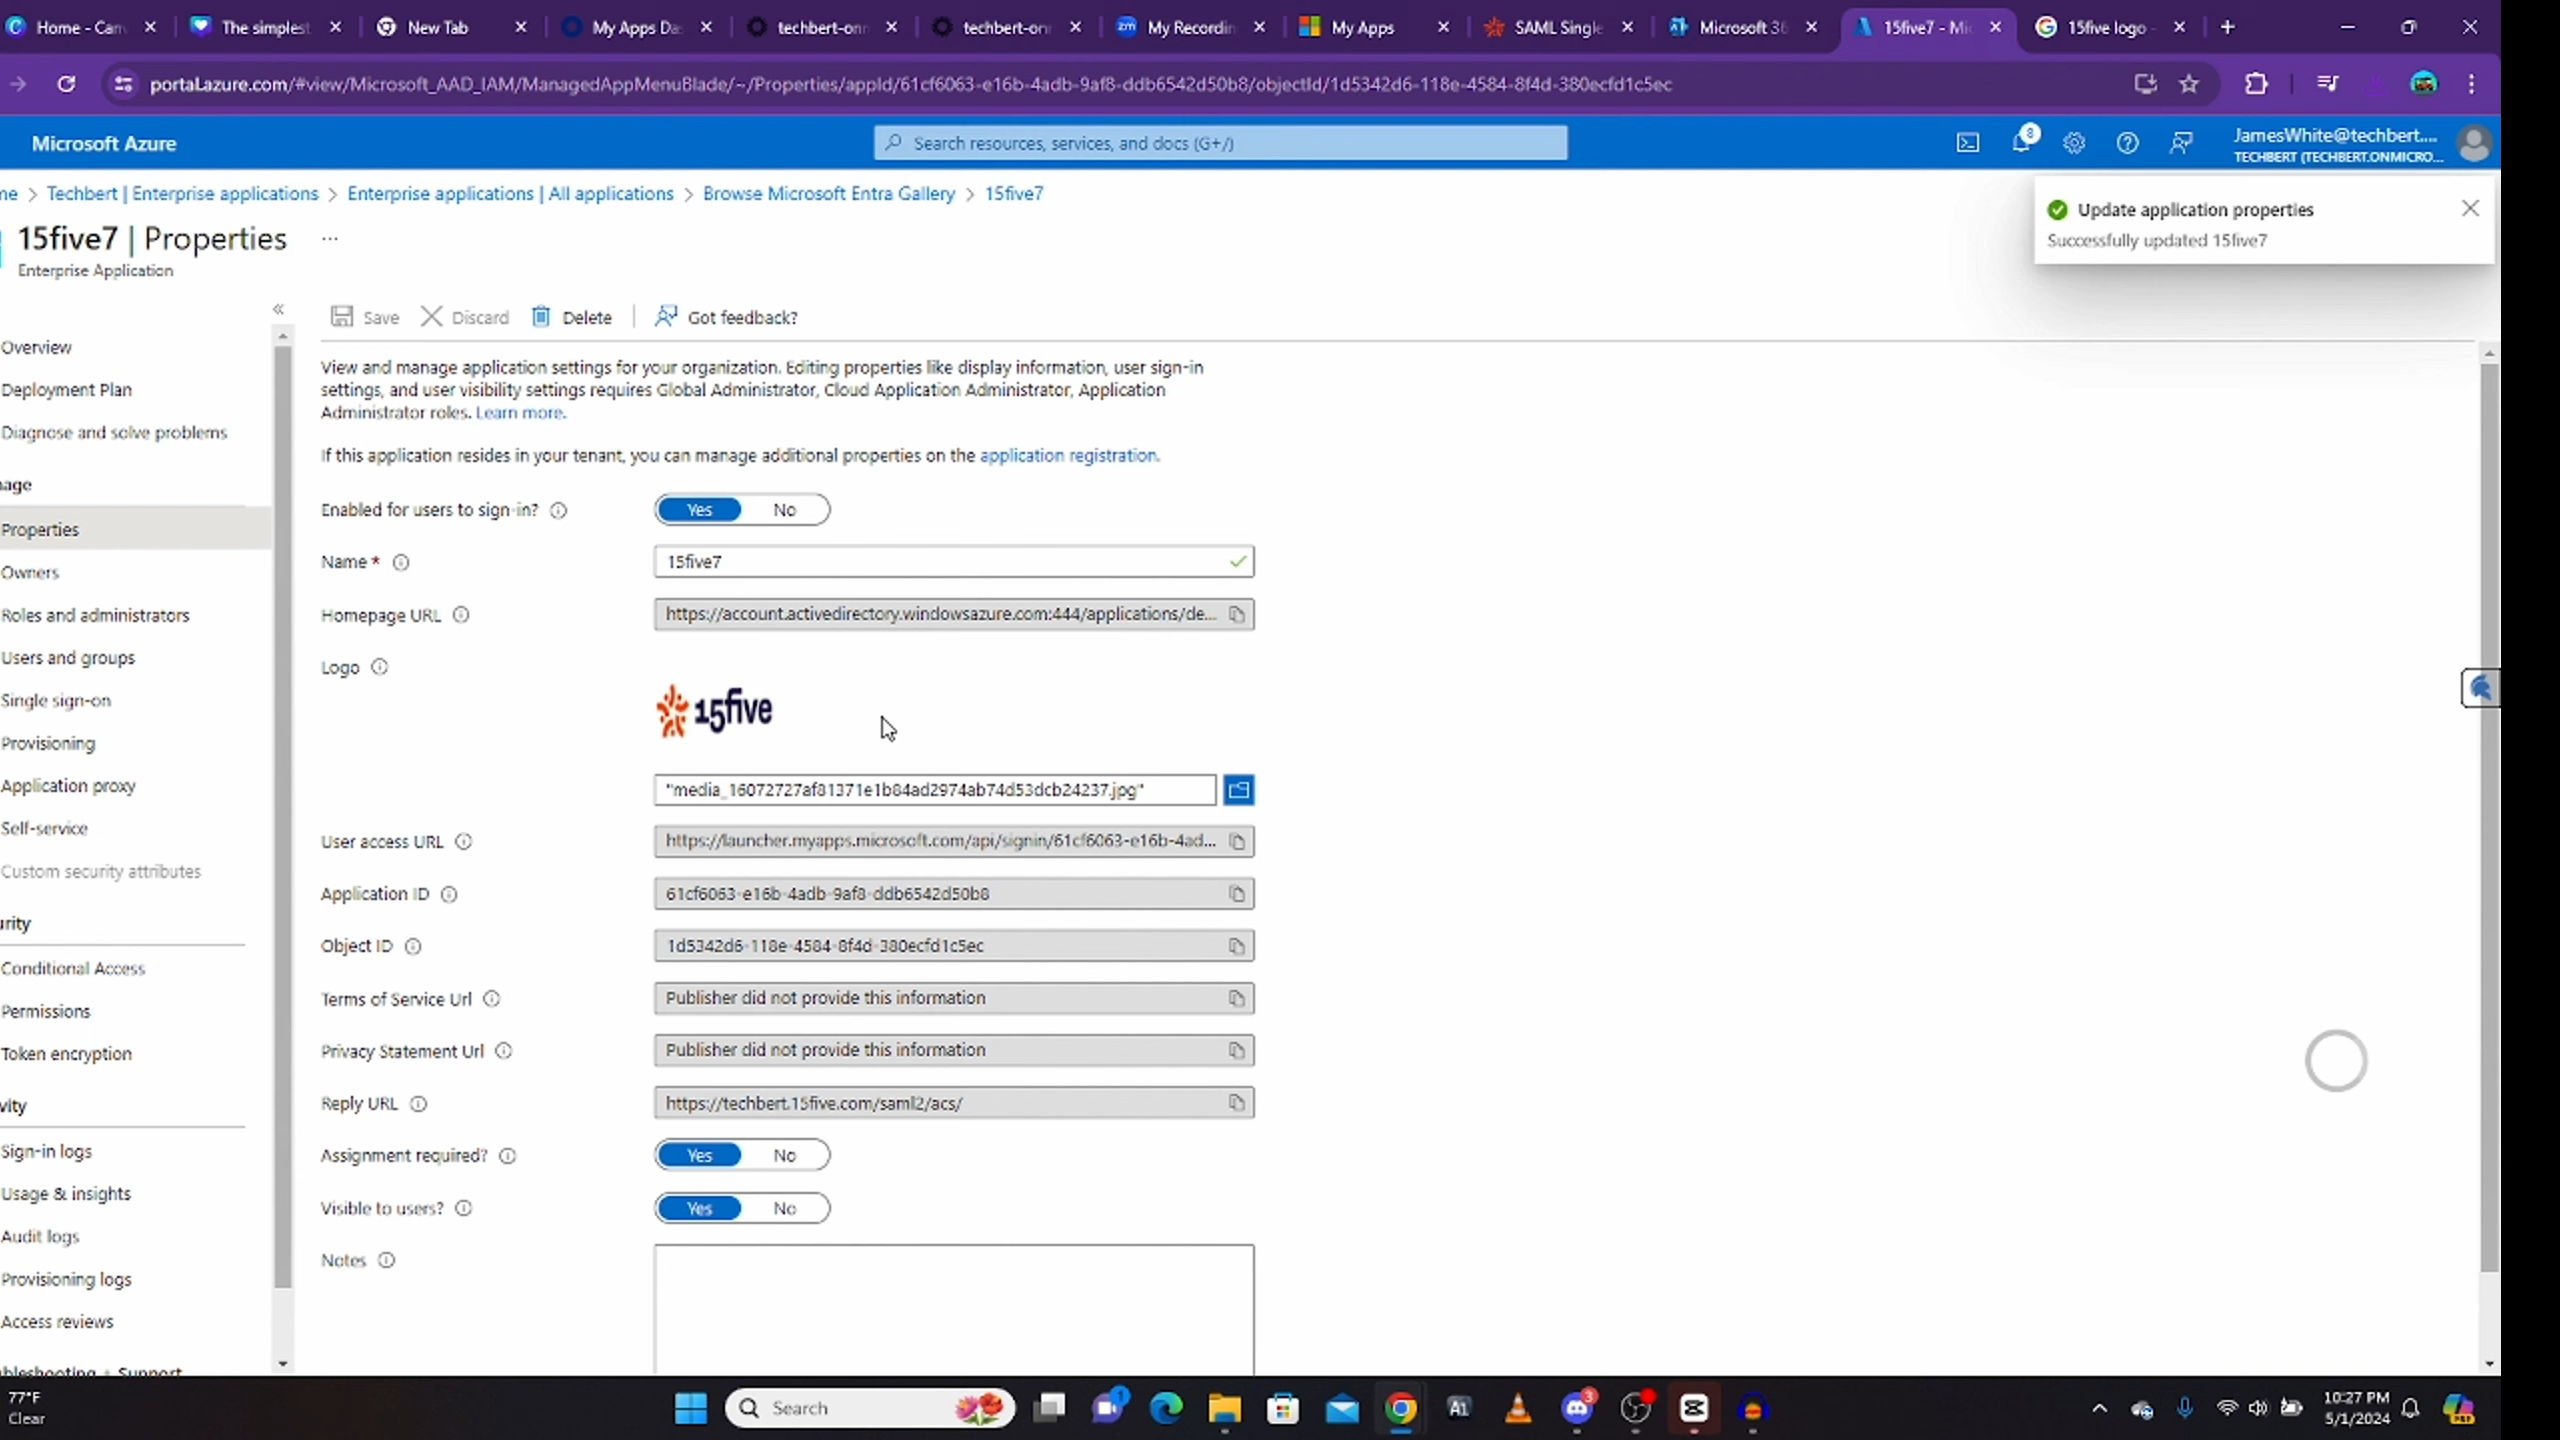 Home - Can
The simplest
New Tab
My Apps Da
techbert-onr
techbert-onr
zm My Recordin
My Apps
SAML Single
Microsoft 36
15five7 - Mic
15five logo -
portal.azure.com/#view/Microsoft_AAD_IAM/ManagedAppMenuBlade/~/Properties/appId/61cf6063-e16b-4adb-9af8-ddb6542d50b8/objectId/1d5342d6-118e-4584-8f4d-380ecfd1c5ec
Microsoft Azure
Search resources, services, and docs (G+/)
8
JamesWhite@techbert....
TECHBERT (TECHBERT.ONMICRO...
me > Techbert | Enterprise applications > Enterprise applications | All applications > Browse Microsoft Entra Gallery > 15five7
Update application properties
Successfully updated 15five7
15five7 | Properties ...
Enterprise Application
Save Discard Delete Got feedback?
Overview
Deployment Plan
Diagnose and solve problems
nage
Properties
Owners
Roles and administrators
Users and groups
Single sign-on
Provisioning
Application proxy
Self-service
Custom security attributes
urity
Conditional Access
Permissions
Token encryption
vity
Sign-in logs
Usage & insights
Audit logs
Provisioning logs
Access reviews
bleshooting + Support
View and manage application settings for your organization. Editing properties like display information, user sign-in
settings, and user visibility settings requires Global Administrator, Cloud Application Administrator, Application
Administrator roles. Learn more.
If this application resides in your tenant, you can manage additional properties on the application registration.
Enabled for users to sign-in? Yes No
Name * 15five7
Homepage URL https://account.activedirectory.windowsazure.com:444/applications/de...
Logo
15five
"media_16072727af81371e1b84ad2974ab74d53dcb24237.jpg"
User access URL https://launcher.myapps.microsoft.com/api/signin/61cf6063-e16b-4ad...
Application ID 61cf6063-e16b-4adb-9af8-ddb6542d50b8
Object ID 1d5342d6-118e-4584-8f4d-380ecfd1c5ec
Terms of Service Url Publisher did not provide this information
Privacy Statement Url Publisher did not provide this information
Reply URL https://techbert.15five.com/saml2/acs/
Assignment required? Yes No
Visible to users? Yes No
Notes
77°F
Clear
Search
1
A1
3
10:27 PM
5/1/2024